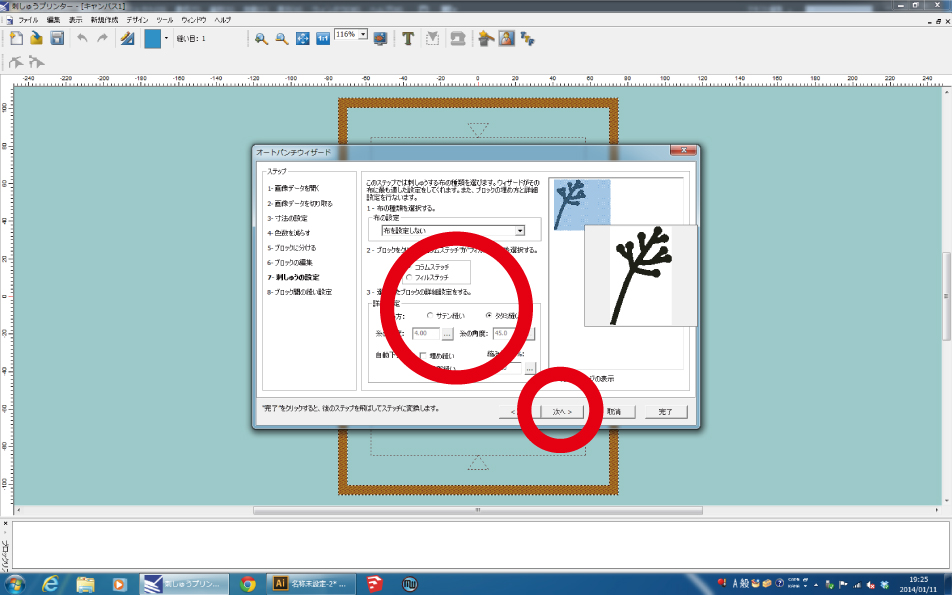 刺しゅうプリンター - [キャンバス1]
ファイル 編集 表示 新規作成 デザイン ツール ウィンドウ ヘルプ
縫い目: 1
116%
-240 -220 -200 -180 -160 -140 -120 -100 -80 -60 -40 -20 0 20 40 60 80 100 120 140 160 180 200 220 240
オートパンチウィザード
ステップ
1- 画像データを開く
2- 画像データを切り取る
3- 寸法の設定
4- 色数を減らす
5- ブロックに分ける
6- ブロックの編集
7- 刺しゅうの設定
8- ブロック間の縫い設定
このステップでは刺しゅうする布の種類を選びます。ウィザードがその
布に最も適した設定をしてくれます。また、ブロックの埋め方と詳細
設定を行ないます。
1 - 布の種類を選択する。
布の設定
布を設定しない
2 - ブロックを
を選択する。
コラムステッチ
フィルステッチ
3 - 
ブロックの詳細設定をする。
サテン縫い
タタミ縫い
4.00
...
糸の角度:
45.0
自動下
埋め縫い
...
の表示
"完了"をクリックすると、後のステップを飛ばしてステッチに変換します。
<
次へ >
取消
完了
刺しゅうプリン...
名称未設定-2* ...
A 般
19:25
2014/01/11